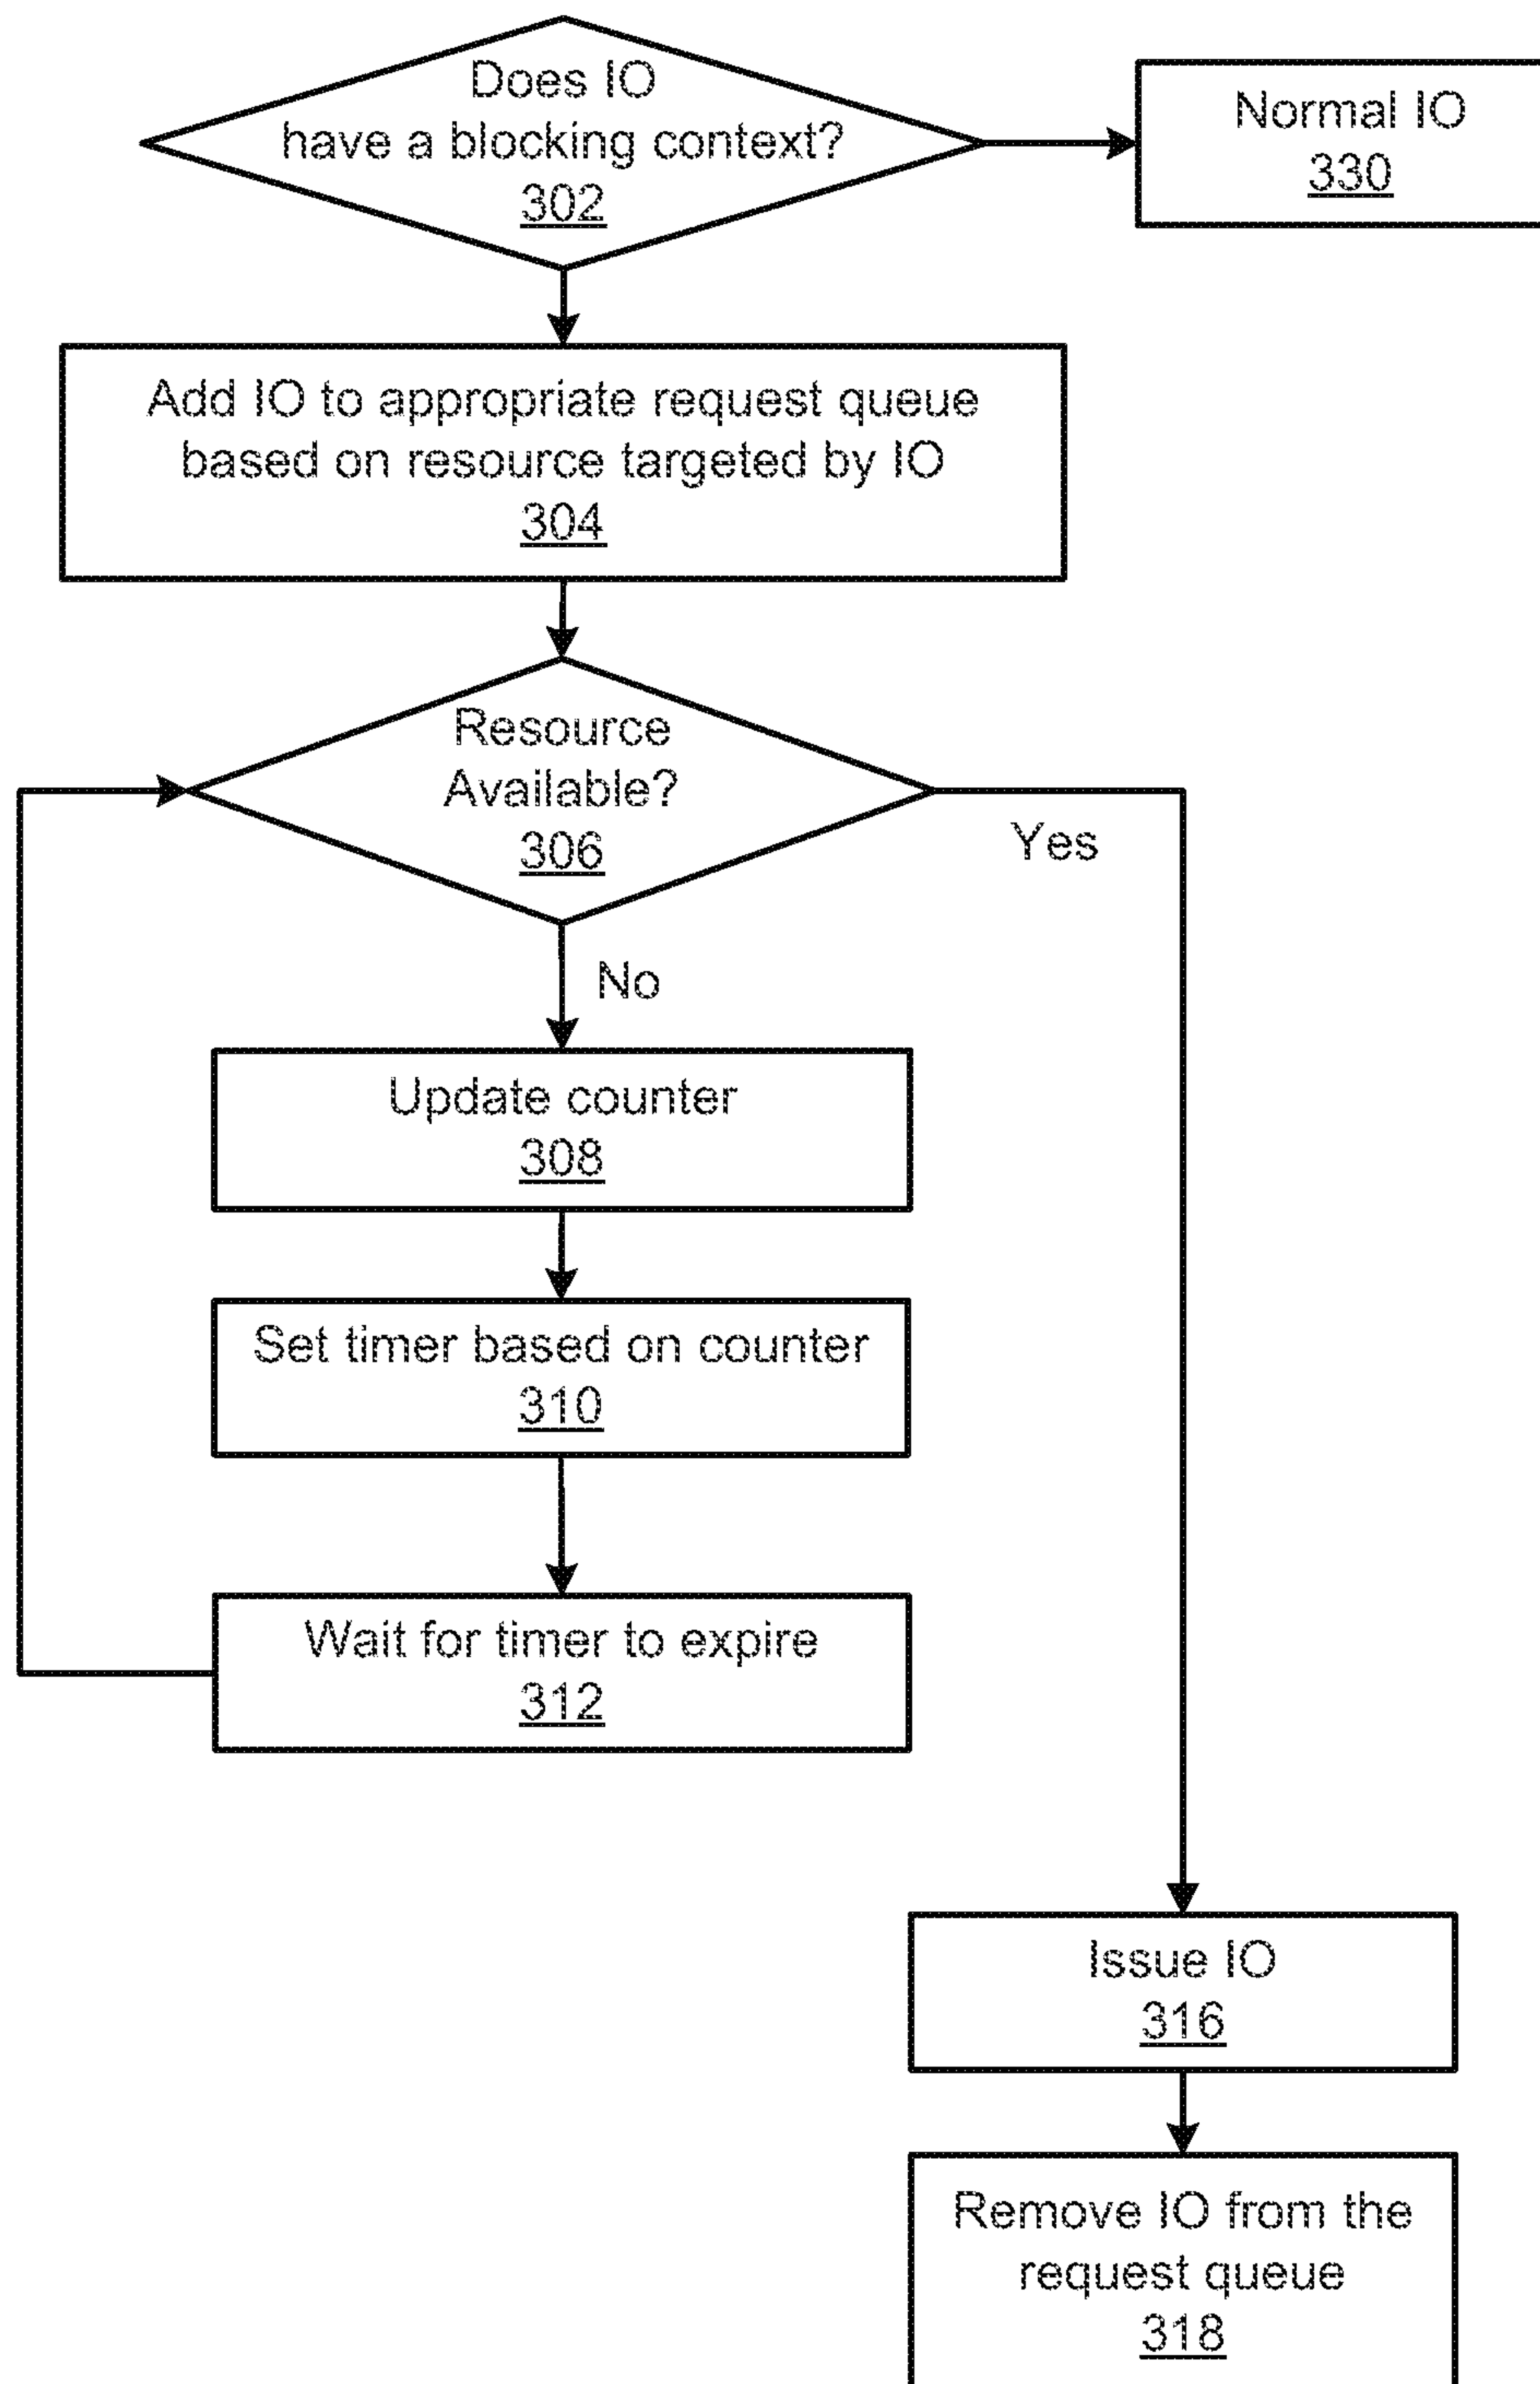 Does IO
have a blocking context?
302
Normal IO
330
Add IO to appropriate request queue
based on resource targeted by IO
304
Resource
Available?
306
Yes
No
Update counter
308
Set timer based on counter
310
Wait for timer to expire
312
Issue IO
316
Remove IO from the
request queue
318